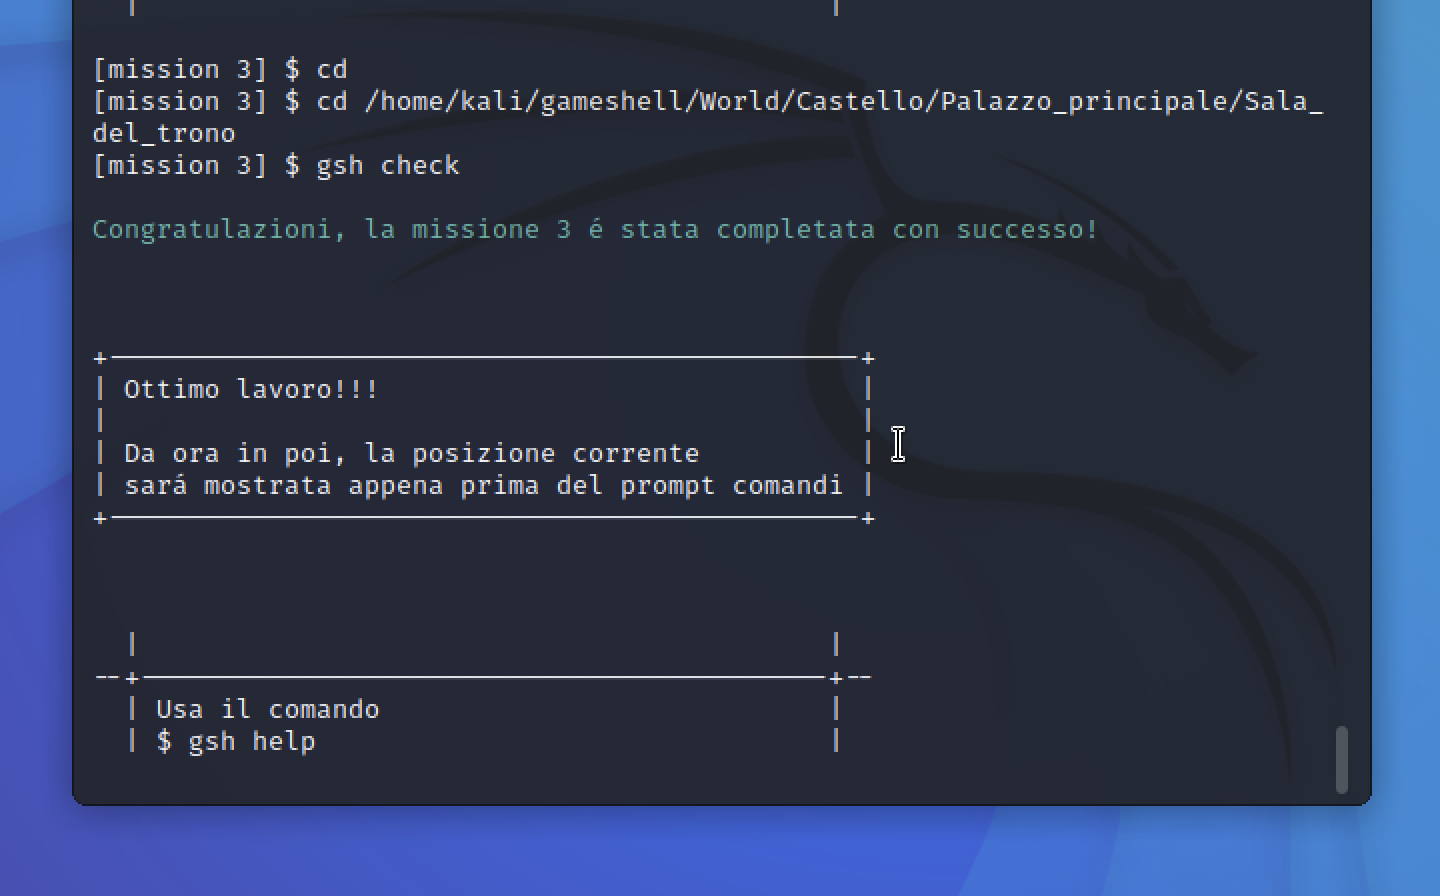 [mission 3] $ cd
[mission 3] $ cd /home/kali/gameshell/World/Castello/Palazzo_principale/Sala_
del_trono
[mission 3] $ gsh check
Congratulazioni, la missione 3 é stata completata con successo!
Ottimo lavoro!!!
Da ora in poi, la posizione corrente
sará mostrata appena prima del prompt comandi
Usa il comando
$ gsh help